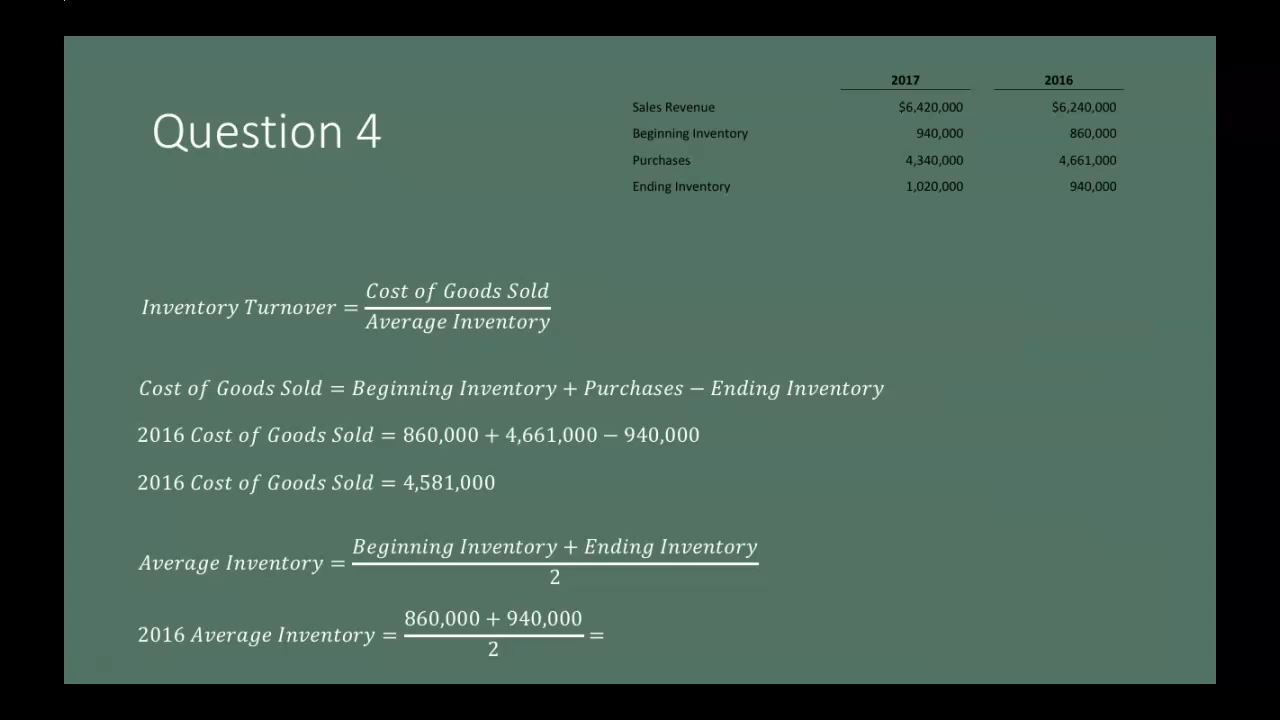 Question 4
2017 2016
Sales Revenue $6,420,000 $6,240,000
Beginning Inventory 940,000 860,000
Purchases 4,340,000 4,661,000
Ending Inventory 1,020,000 940,000
Inventory Turnover = Cost of Goods Sold / Average Inventory
Cost of Goods Sold = Beginning Inventory + Purchases − Ending Inventory
2016 Cost of Goods Sold = 860,000 + 4,661,000 − 940,000
2016 Cost of Goods Sold = 4,581,000
Average Inventory = Beginning Inventory + Ending Inventory / 2
2016 Average Inventory = 860,000 + 940,000 / 2 =